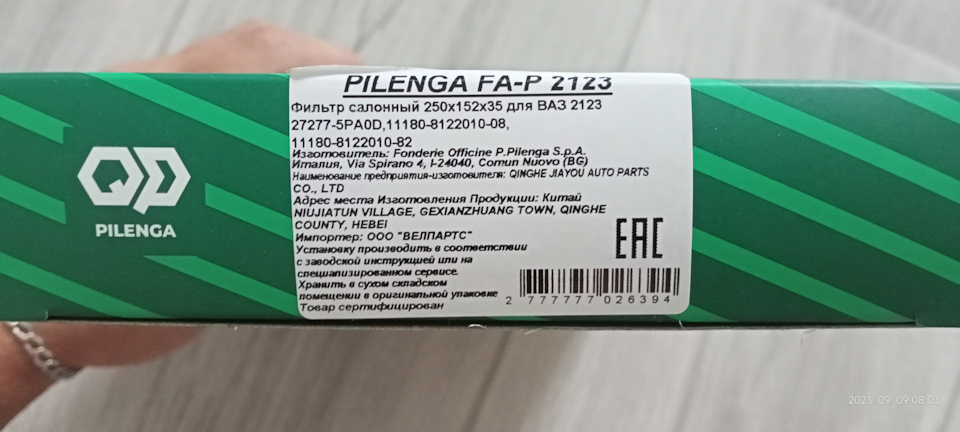 PILENGA FA-P 2123
Фильтр салонный 250х152х35 для ВАЗ 2123
27277-5PA0D,11180-8122010-08,
11180-8122010-82
Изготовитель: Fonderie Officine P.Pilenga S.p.A.
Италия, Via Spirano 4, I-24040, Comun Nuovo (BG)
Наименование предприятия-изготовителя: QINGHE JIAYOU AUTO PARTS
CO., LTD
Адрес места Изготовления Продукции: Китай
NIUJIATUN VILLAGE, GEXIANZHUANG TOWN, QINGHE
COUNTY, HEBEI
Импортер: ООО "ВЕЛПАРТС"
Установку производить в соответствии
с заводской инструкцией или на
специализированном сервисе.
Хранить в сухом складском
помещении в оригинальной упаковке
Товар сертифицирован
EAC
2 777777 026394
PILENGA
2023 09 09 08:03